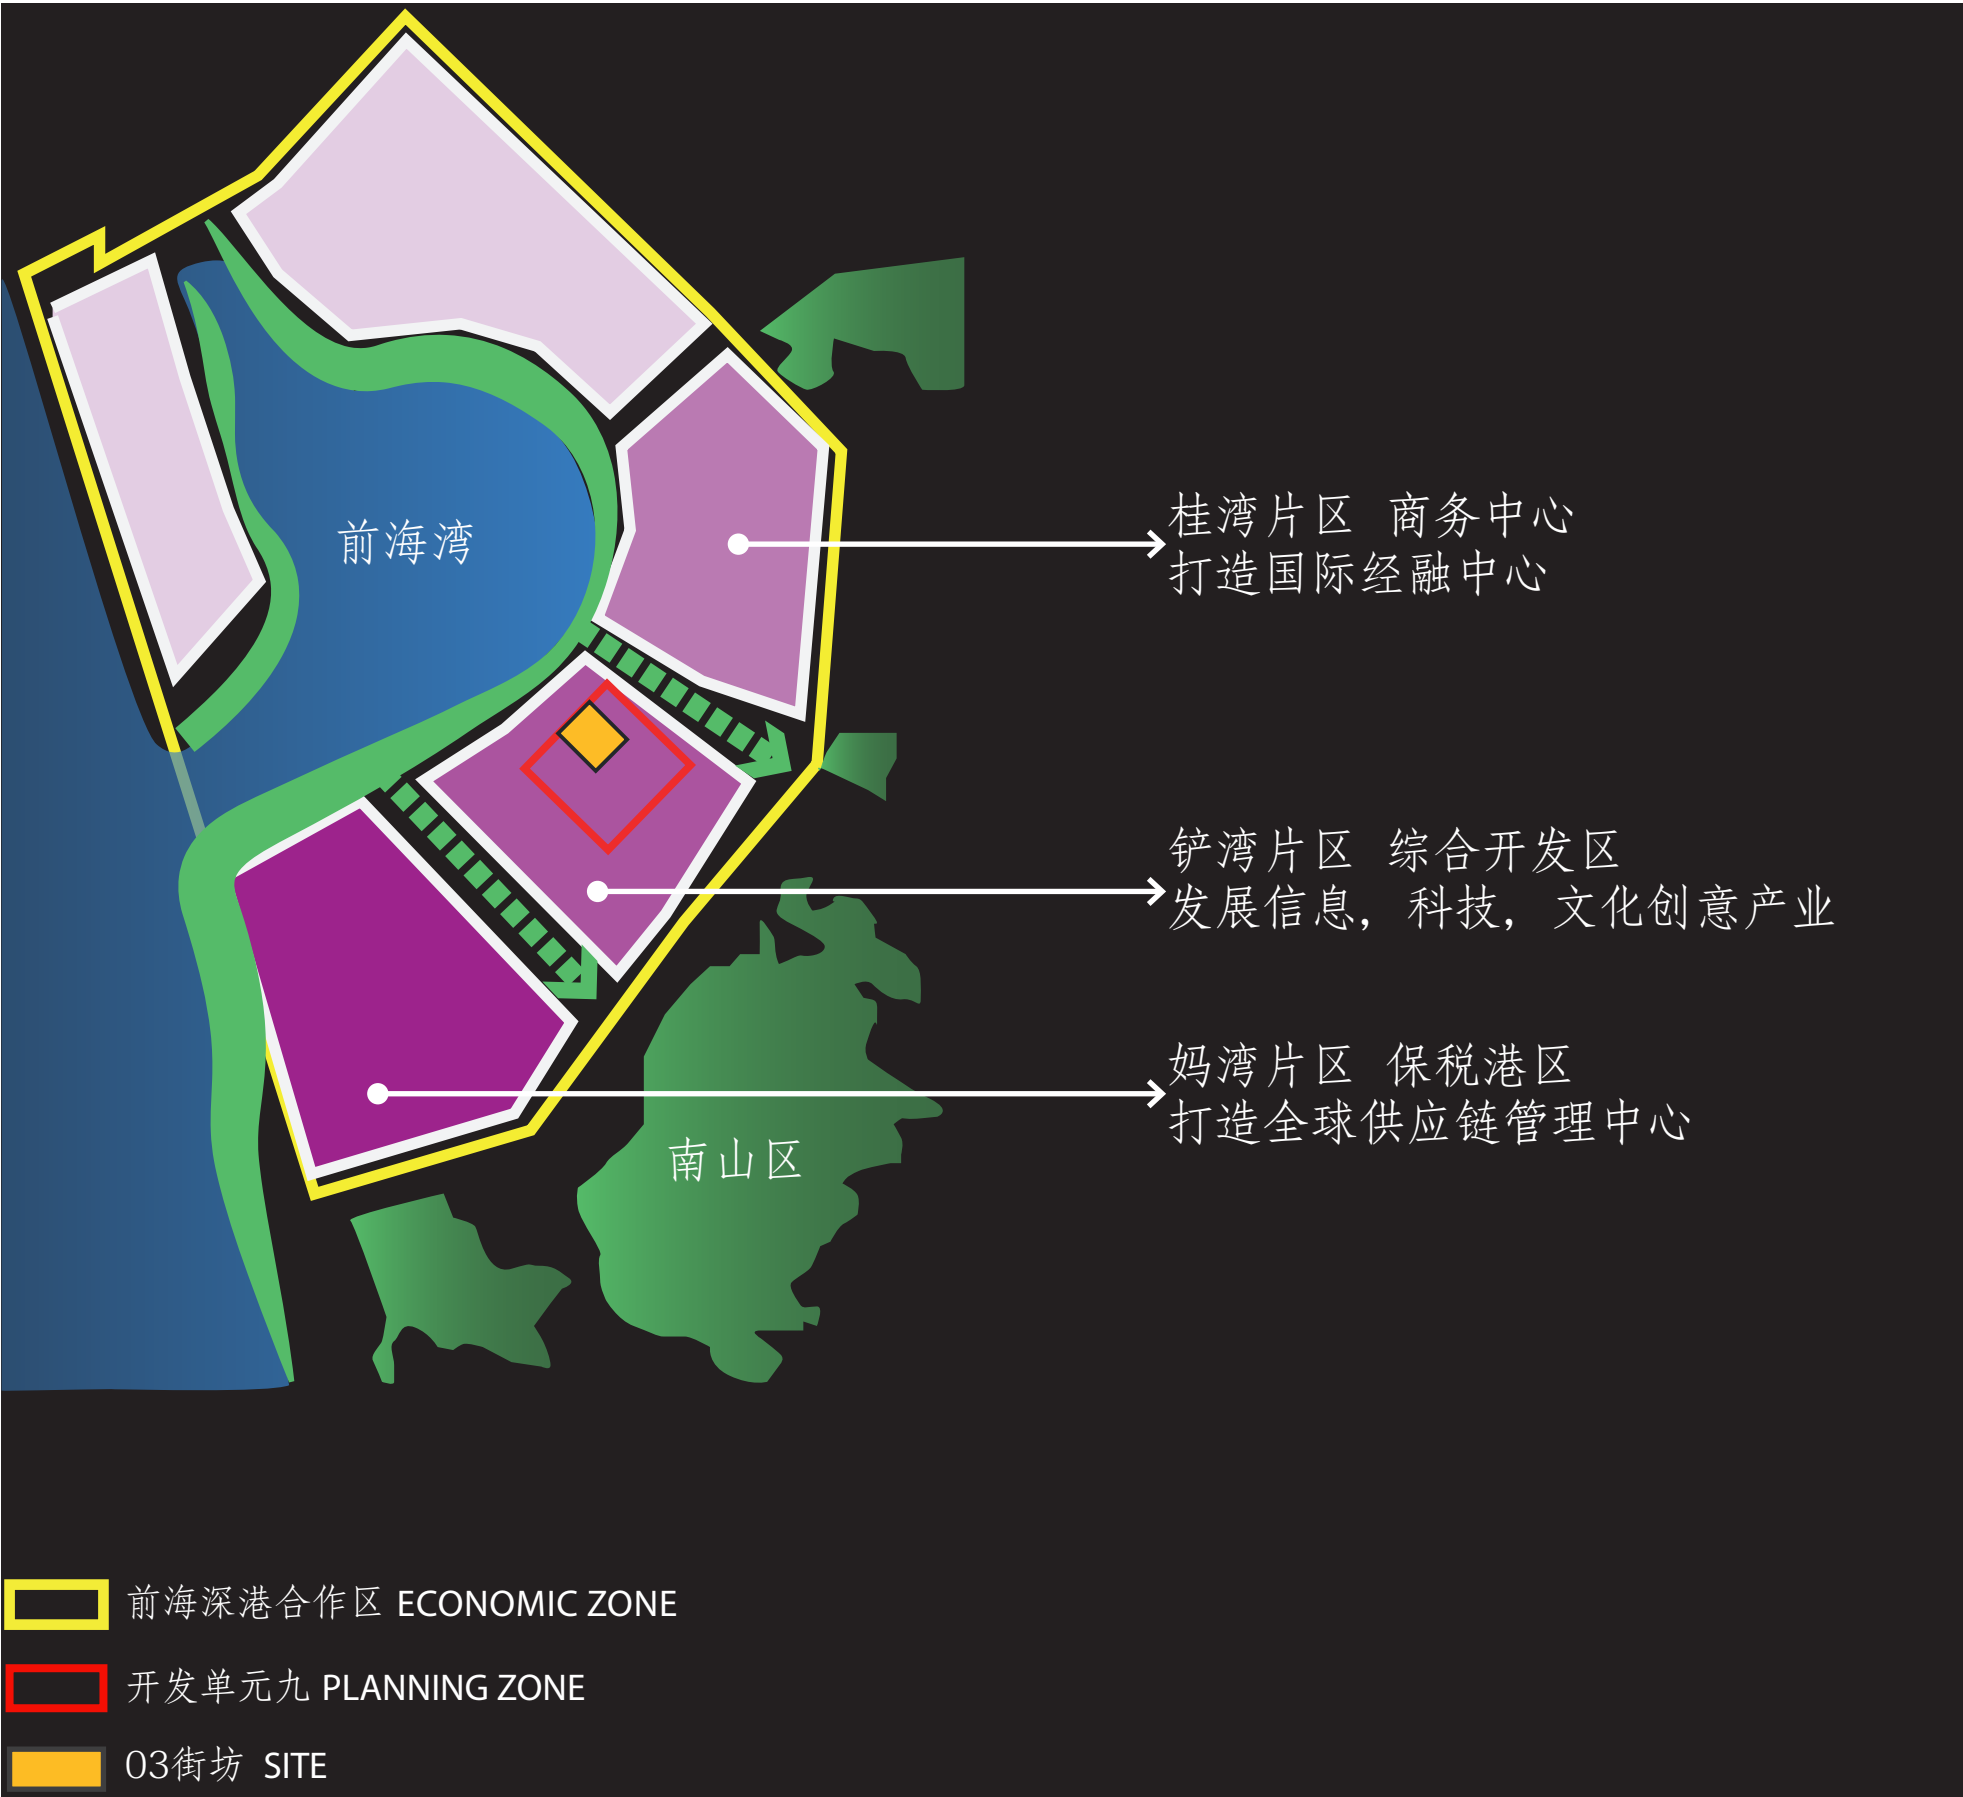 前海湾
桂湾片区 商务中心
打造国际经融中心
铲湾片区 综合开发区
发展信息，科技，文化创意产业
妈湾片区 保税港区
打造全球供应链管理中心
南山区
前海深港合作区 ECONOMIC ZONE
开发单元九 PLANNING ZONE
03街坊 SITE